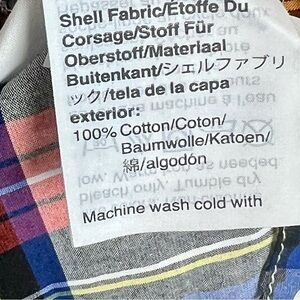 Shell Fabric/Étoffe Du
Corsage/Stoff Für
Oberstoff/Materiaal
Buitenkant/シェルファブリ
ック/tela de la capa
exterior:
100% Cotton/Coton/
Baumwolle/Katoen/
綿/algodón
Machine wash cold with